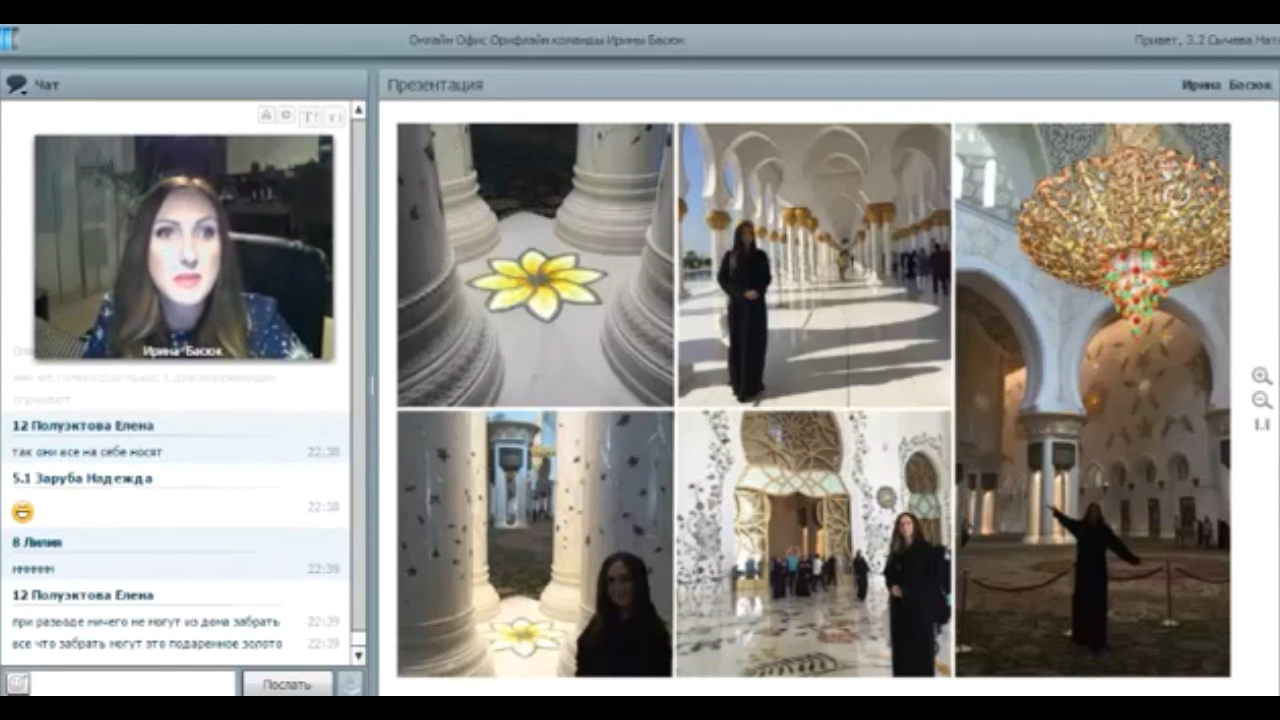 Онлайн Офис Орифлэйм команды Ирины Басюк
Привет, 3.2 Сычева Нат
Чат
Презентация
Ирина Басюк
Ирина Басюк
12 Полуэктова Елена
так они все на себе носят 22:38
5.1 Заруба Надежда
22:38
8 Лилия
22:39
12 Полуэктова Елена
при разводе ничего не могут из дома забрать 22:39
все что забрать могут это подаренное золото 22:39
Послать
1:1